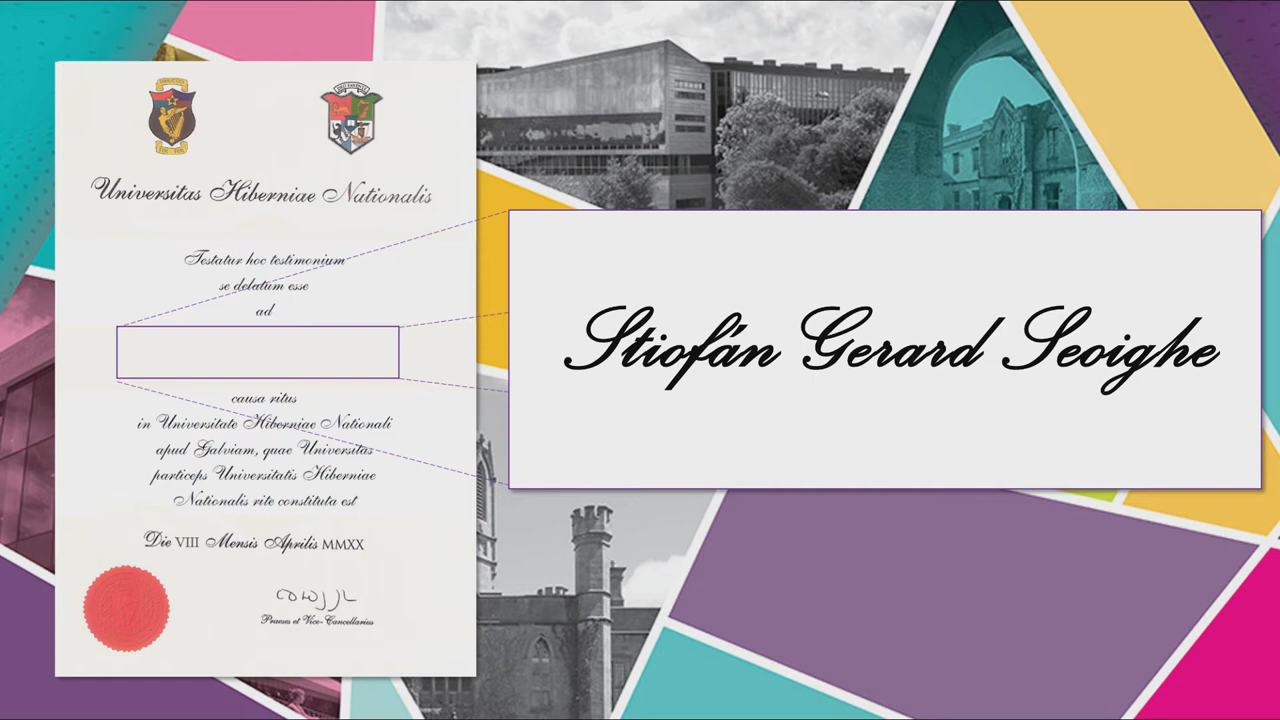 Universitas Hiberniae Nationalis
Testatur hoc testimonium
se delatum esse
ad
causa ritus
in Universitate Hiberniae Nationali
apud Galviam, quae Universitas
particeps Universitatis Hiberniae
Nationalis rite constituta est
Die VIII Mensis Aprilis MMXX
Praeses et Vice-Cancellarius
Stiofán Gerard Seoighe